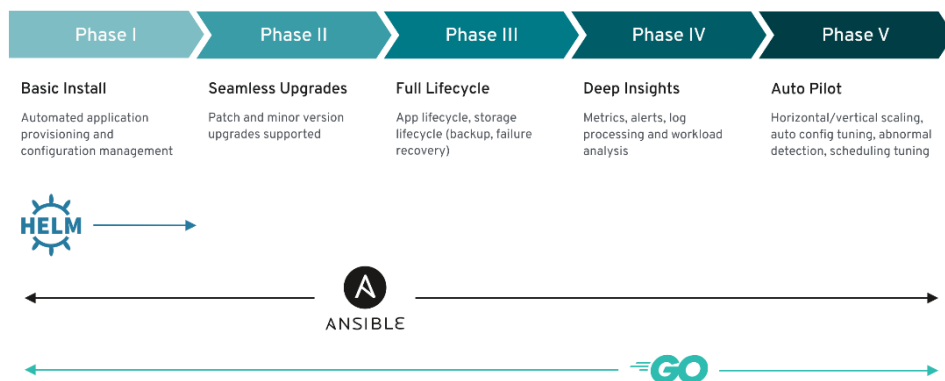 Phase I
Phase II
Phase III
Phase IV
Phase V
Basic Install
Automated application
provisioning and
configuration management
Seamless Upgrades
Patch and minor version
upgrades supported
Full Lifecycle
App lifecycle, storage
lifecycle (backup, failure
recovery)
Deep Insights
Metrics, alerts, log
processing and workload
analysis
Auto Pilot
Horizontal/vertical scaling,
auto config tuning, abnormal
detection, scheduling tuning
HELM
A
ANSIBLE
GO